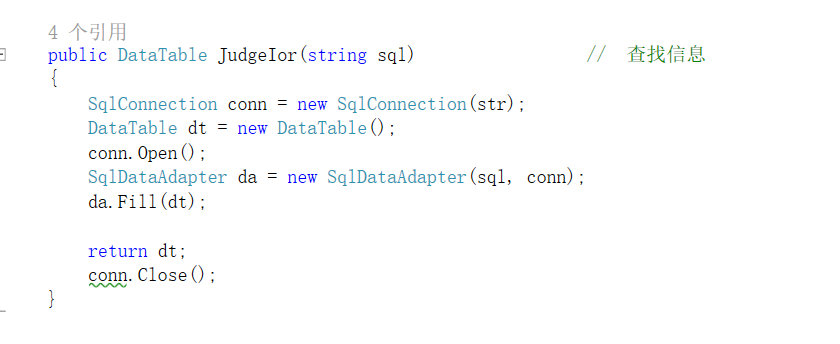 4 个引用
public DataTable JudgeIor(string sql) // 查找信息
{
SqlConnection conn = new SqlConnection(str);
DataTable dt = new DataTable();
conn.Open();
SqlDataAdapter da = new SqlDataAdapter(sql, conn);
da.Fill(dt);
return dt;
conn.Close();
}